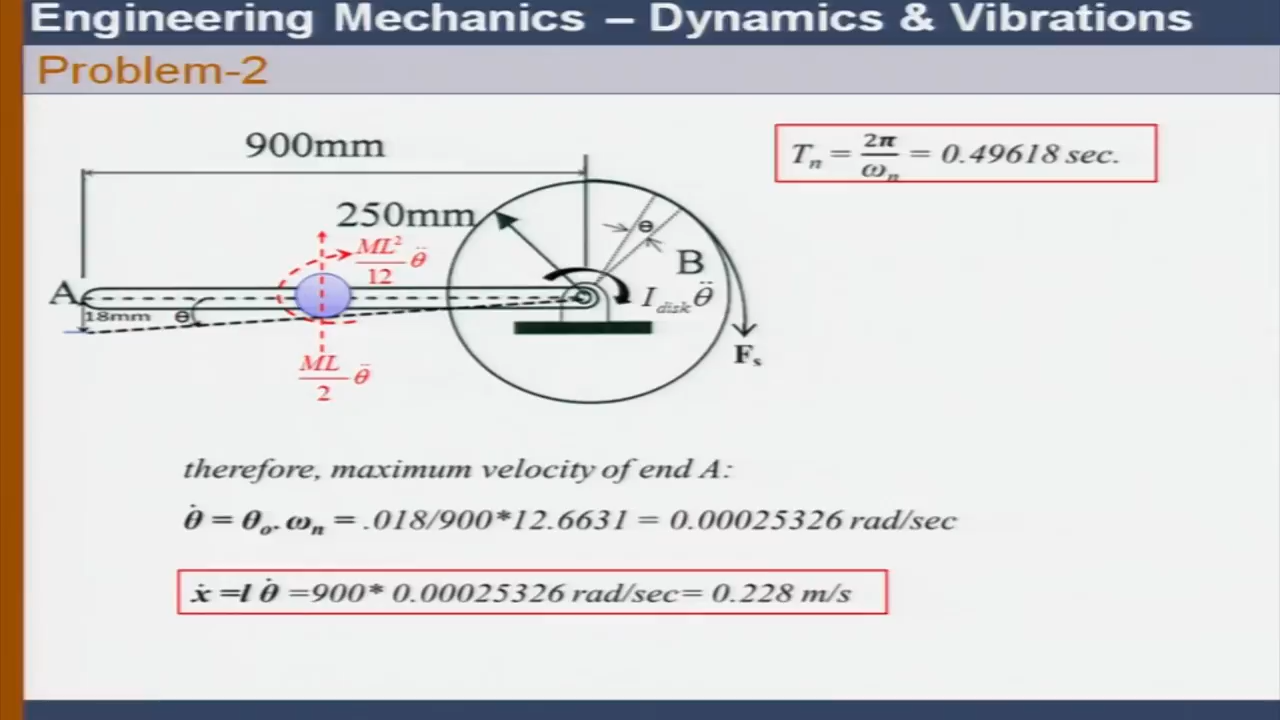 Engineering Mechanics – Dynamics & Vibrations
Problem-2
900mm
Tₙ = 2π/ωₙ = 0.49618 sec.
250mm
θ
ML²/12 θ̈
B
A
I_disk θ̈
18mm
θ
Fₛ
ML/2 θ̈
therefore, maximum velocity of end A:
θ̇ = θₒ. ωₙ = .018/900*12.6631 = 0.00025326 rad/sec
ẋ =l θ̇ =900* 0.00025326 rad/sec= 0.228 m/s